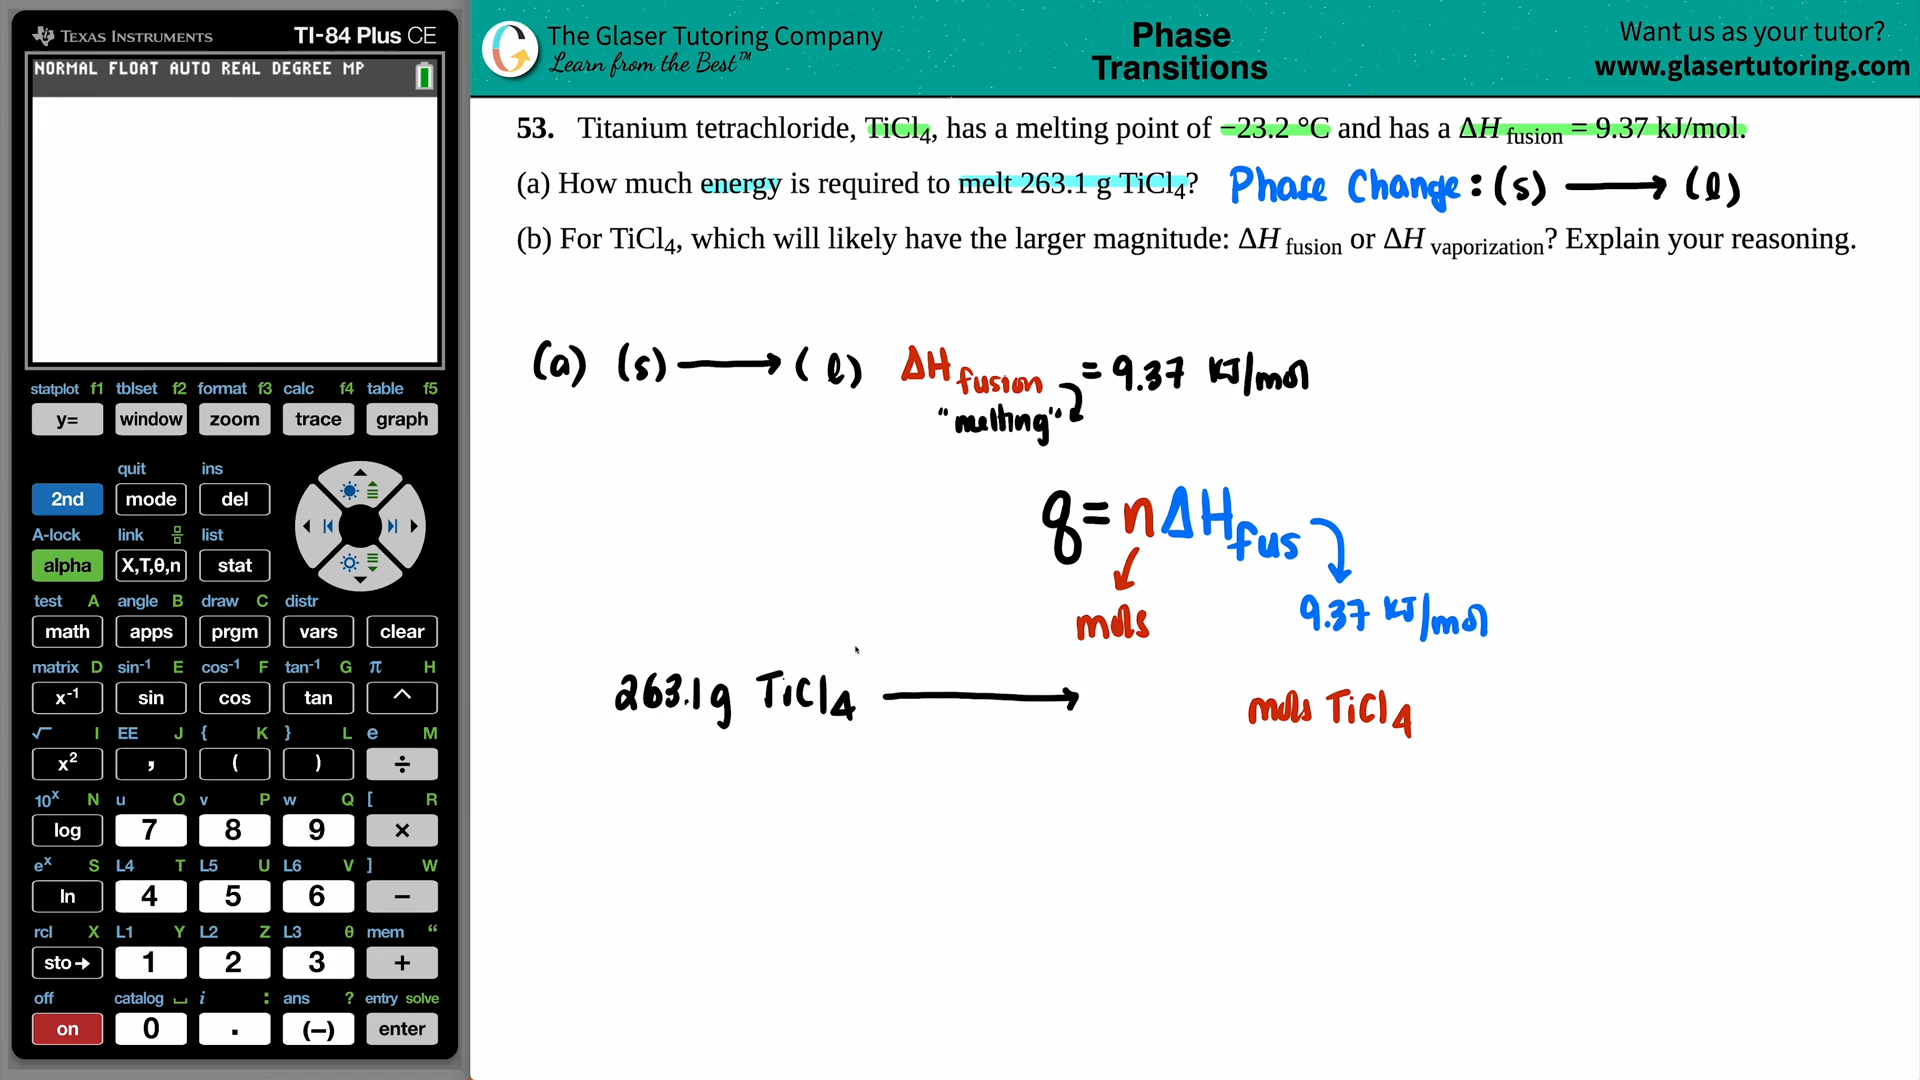 TEXAS INSTRUMENTS TI-84 Plus CE
NORMAL FLOAT AUTO REAL DEGREE MP
statplot f1 tblset f2 format f3 calc f4 table f5
y= window zoom trace graph
quit ins
2nd mode del
A-lock link list
alpha X,T,θ,n stat
test A angle B draw C distr
math apps prgm vars clear
matrix D sin⁻¹ E cos⁻¹ F tan⁻¹ G π H
x⁻¹ sin cos tan ^
√ I EE J { K } L e M
x² , ( ) ÷
10ˣ N u O v P w Q [ R
log 7 8 9 ×
eˣ S L4 T L5 U L6 V ] W
ln 4 5 6 −
rcl X L1 Y L2 Z L3 θ mem "
sto→ 1 2 3 +
off catalog ⎵ i : ans ? entry solve
on 0 . (−) enter
The Glaser Tutoring Company
Learn from the Best™
Phase
Transitions
Want us as your tutor?
www.glasertutoring.com
53. Titanium tetrachloride, TiCl₄, has a melting point of −23.2 °C and has a ΔH fusion = 9.37 kJ/mol.
(a) How much energy is required to melt 263.1 g TiCl₄? Phase Change: (s) ⟶ (l)
(b) For TiCl₄, which will likely have the larger magnitude: ΔH fusion or ΔH vaporization? Explain your reasoning.
(a) (s) ⟶ (l) ΔH fusion = 9.37 kJ/mol
"melting"
q = nΔHfus
mols 9.37 kJ/mol
263.1g TiCl₄ ⟶ mols TiCl₄